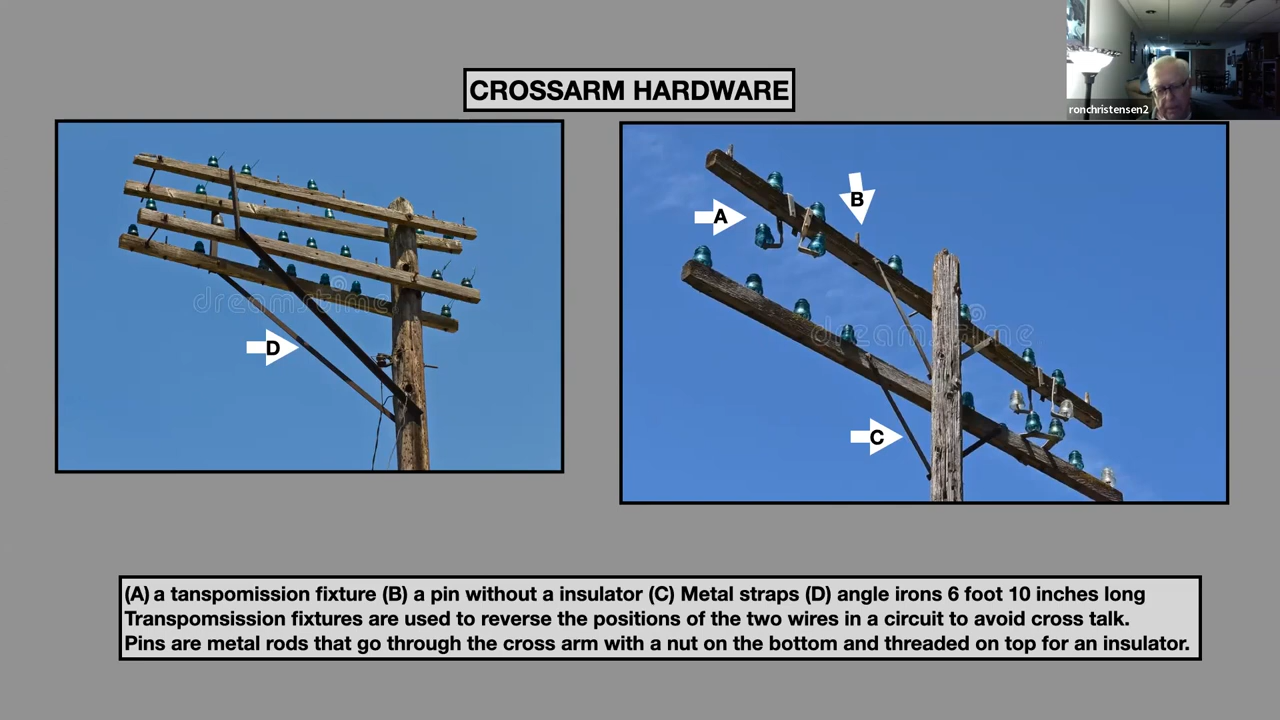 CROSSARM HARDWARE
ronchristensen2
A
B
dreamstime
dreamstime
D
C
(A) a tanspomission fixture (B) a pin without a insulator (C) Metal straps (D) angle irons 6 foot 10 inches long
Transpomsission fixtures are used to reverse the positions of the two wires in a circuit to avoid cross talk.
Pins are metal rods that go through the cross arm with a nut on the bottom and threaded on top for an insulator.